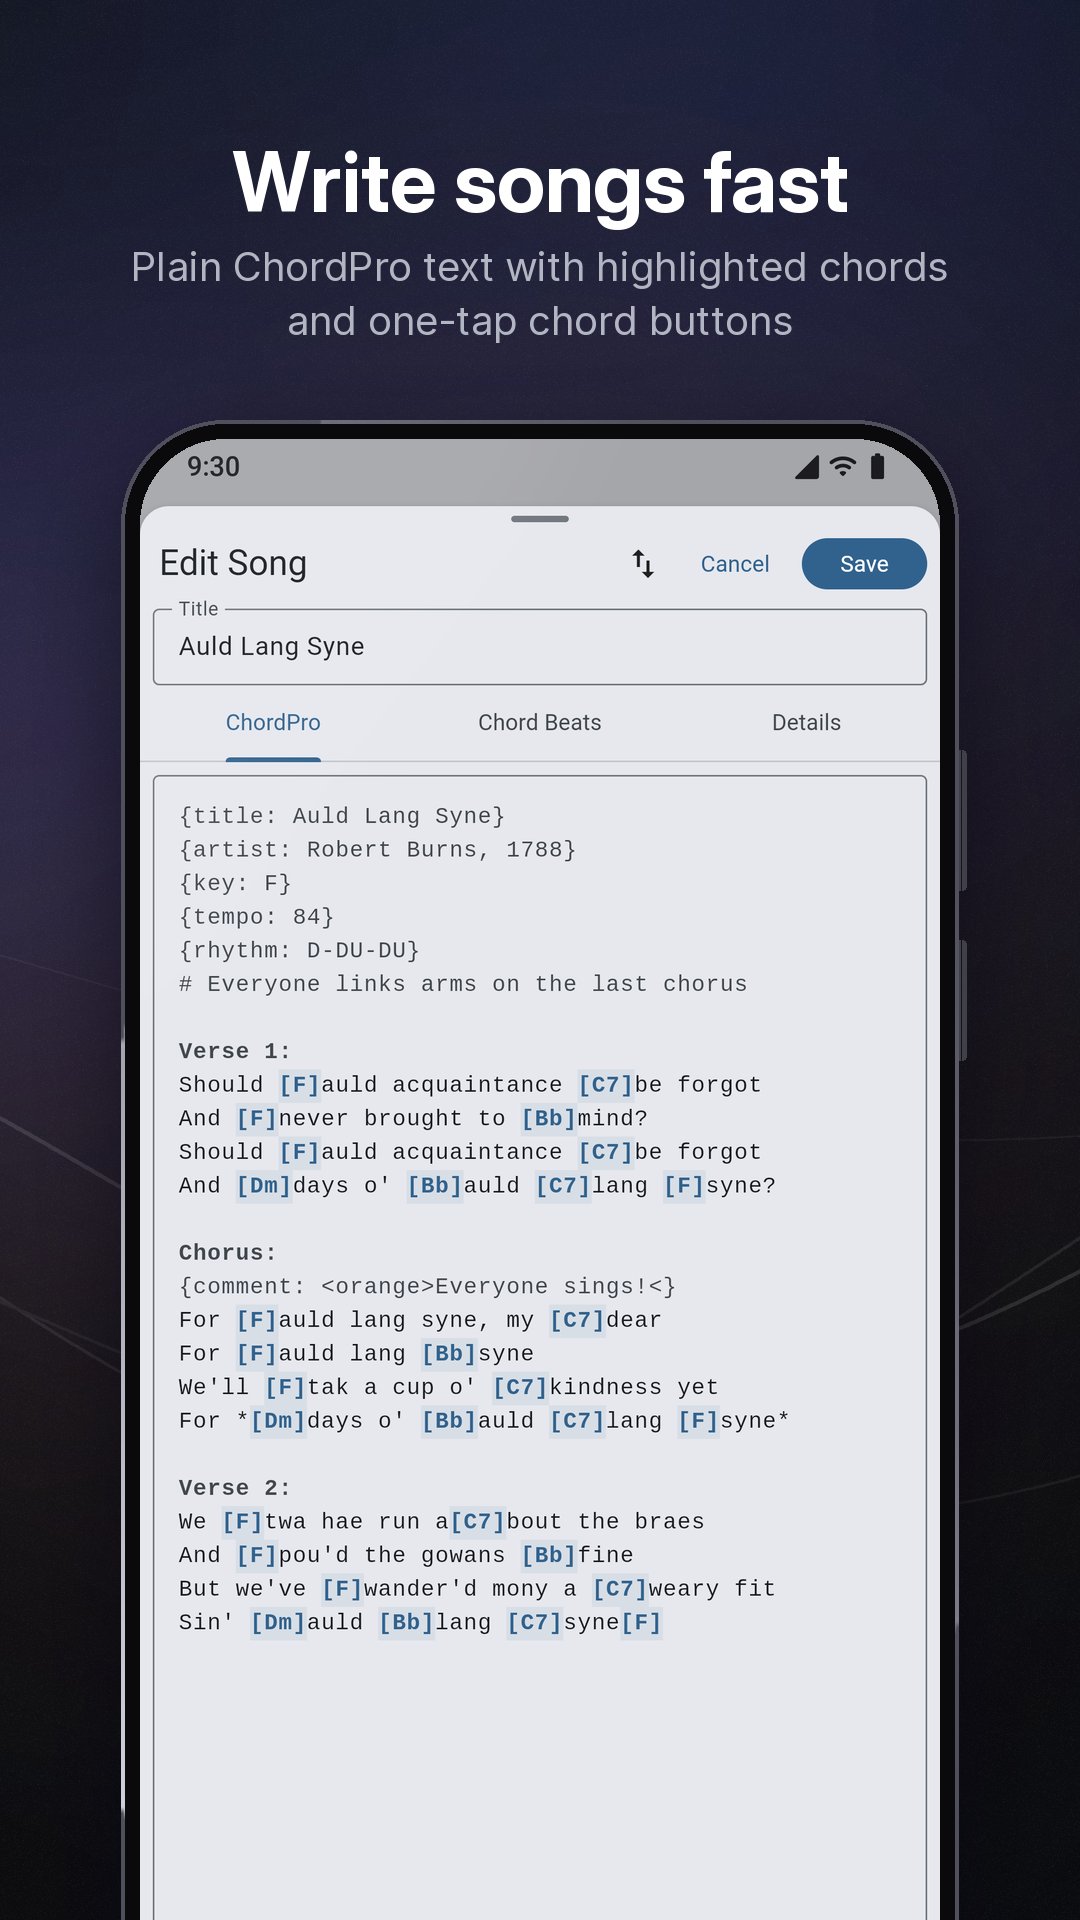 Write songs fast
Plain ChordPro text with highlighted chords
and one-tap chord buttons
9:30
Edit Song
Cancel
Save
Title
Auld Lang Syne
ChordPro
Chord Beats
Details
{title: Auld Lang Syne}
{artist: Robert Burns, 1788}
{key: F}
{tempo: 84}
{rhythm: D-DU-DU}
# Everyone links arms on the last chorus
Verse 1:
Should [F]auld acquaintance [C7]be forgot
And [F]never brought to [Bb]mind?
Should [F]auld acquaintance [C7]be forgot
And [Dm]days o' [Bb]auld [C7]lang [F]syne?
Chorus:
{comment: <orange>Everyone sings!<}
For [F]auld lang syne, my [C7]dear
For [F]auld lang [Bb]syne
We'll [F]tak a cup o' [C7]kindness yet
For *[Dm]days o' [Bb]auld [C7]lang [F]syne*
Verse 2:
We [F]twa hae run a[C7]bout the braes
And [F]pou'd the gowans [Bb]fine
But we've [F]wander'd mony a [C7]weary fit
Sin' [Dm]auld [Bb]lang [C7]syne[F]